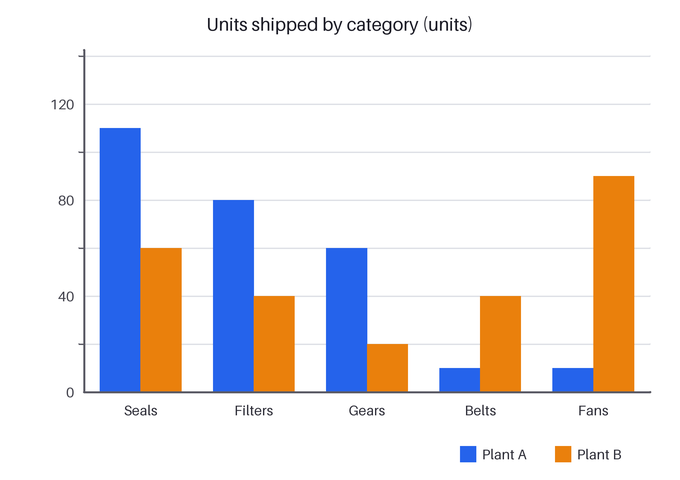 Units shipped by category (units)
120
80
40
0
Seals Filters Gears Belts Fans
Plant A Plant B